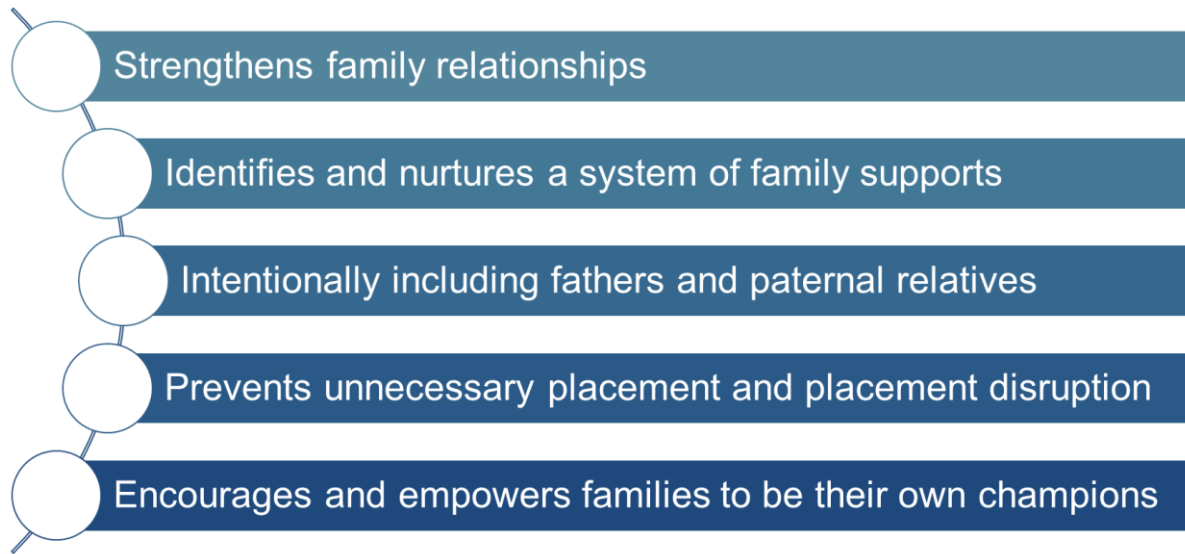 Strengthens family relationships
Identifies and nurtures a system of family supports
Intentionally including fathers and paternal relatives
Prevents unnecessary placement and placement disruption
Encourages and empowers families to be their own champions